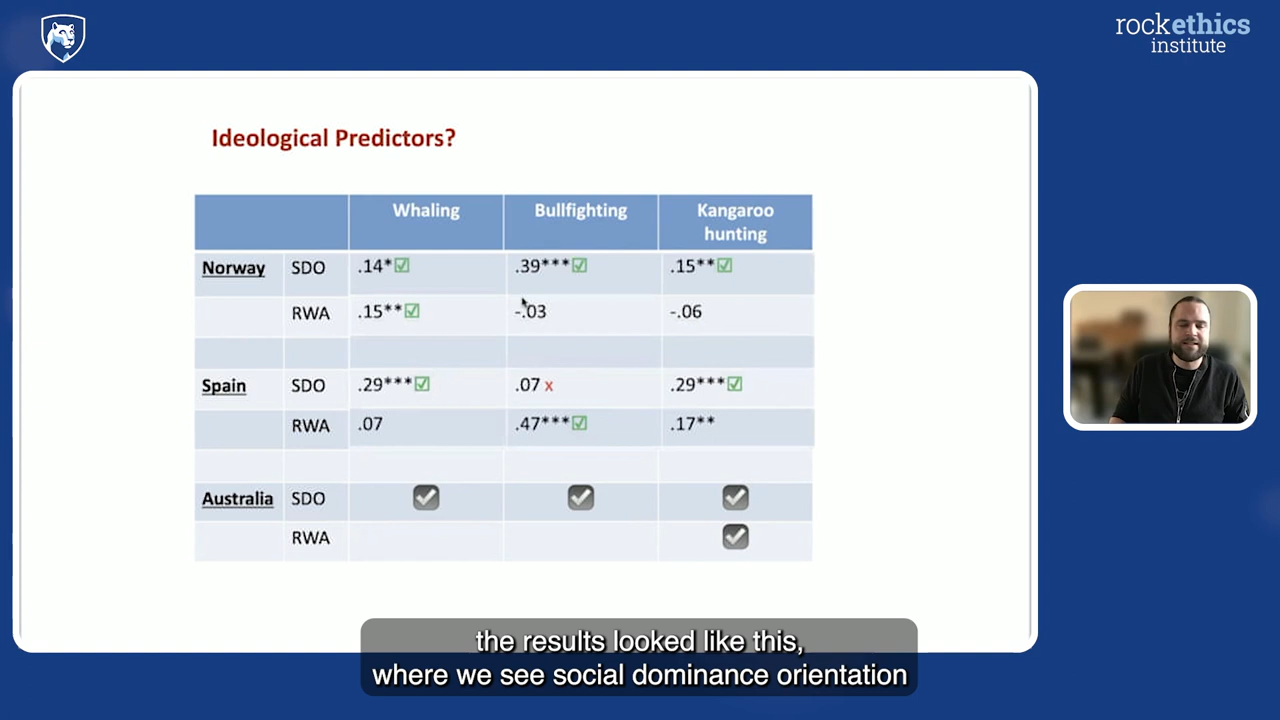 rockethics
institute
Ideological Predictors?
Whaling Bullfighting Kangaroo
hunting
Norway SDO .14*✅ .39***✅ .15**✅
RWA .15**✅ -.03 -.06
Spain SDO .29***✅ .07 x .29***✅
RWA .07 .47***✅ .17**
Australia SDO ✔ ✔ ✔
RWA ✔
the results looked like this,
where we see social dominance orientation